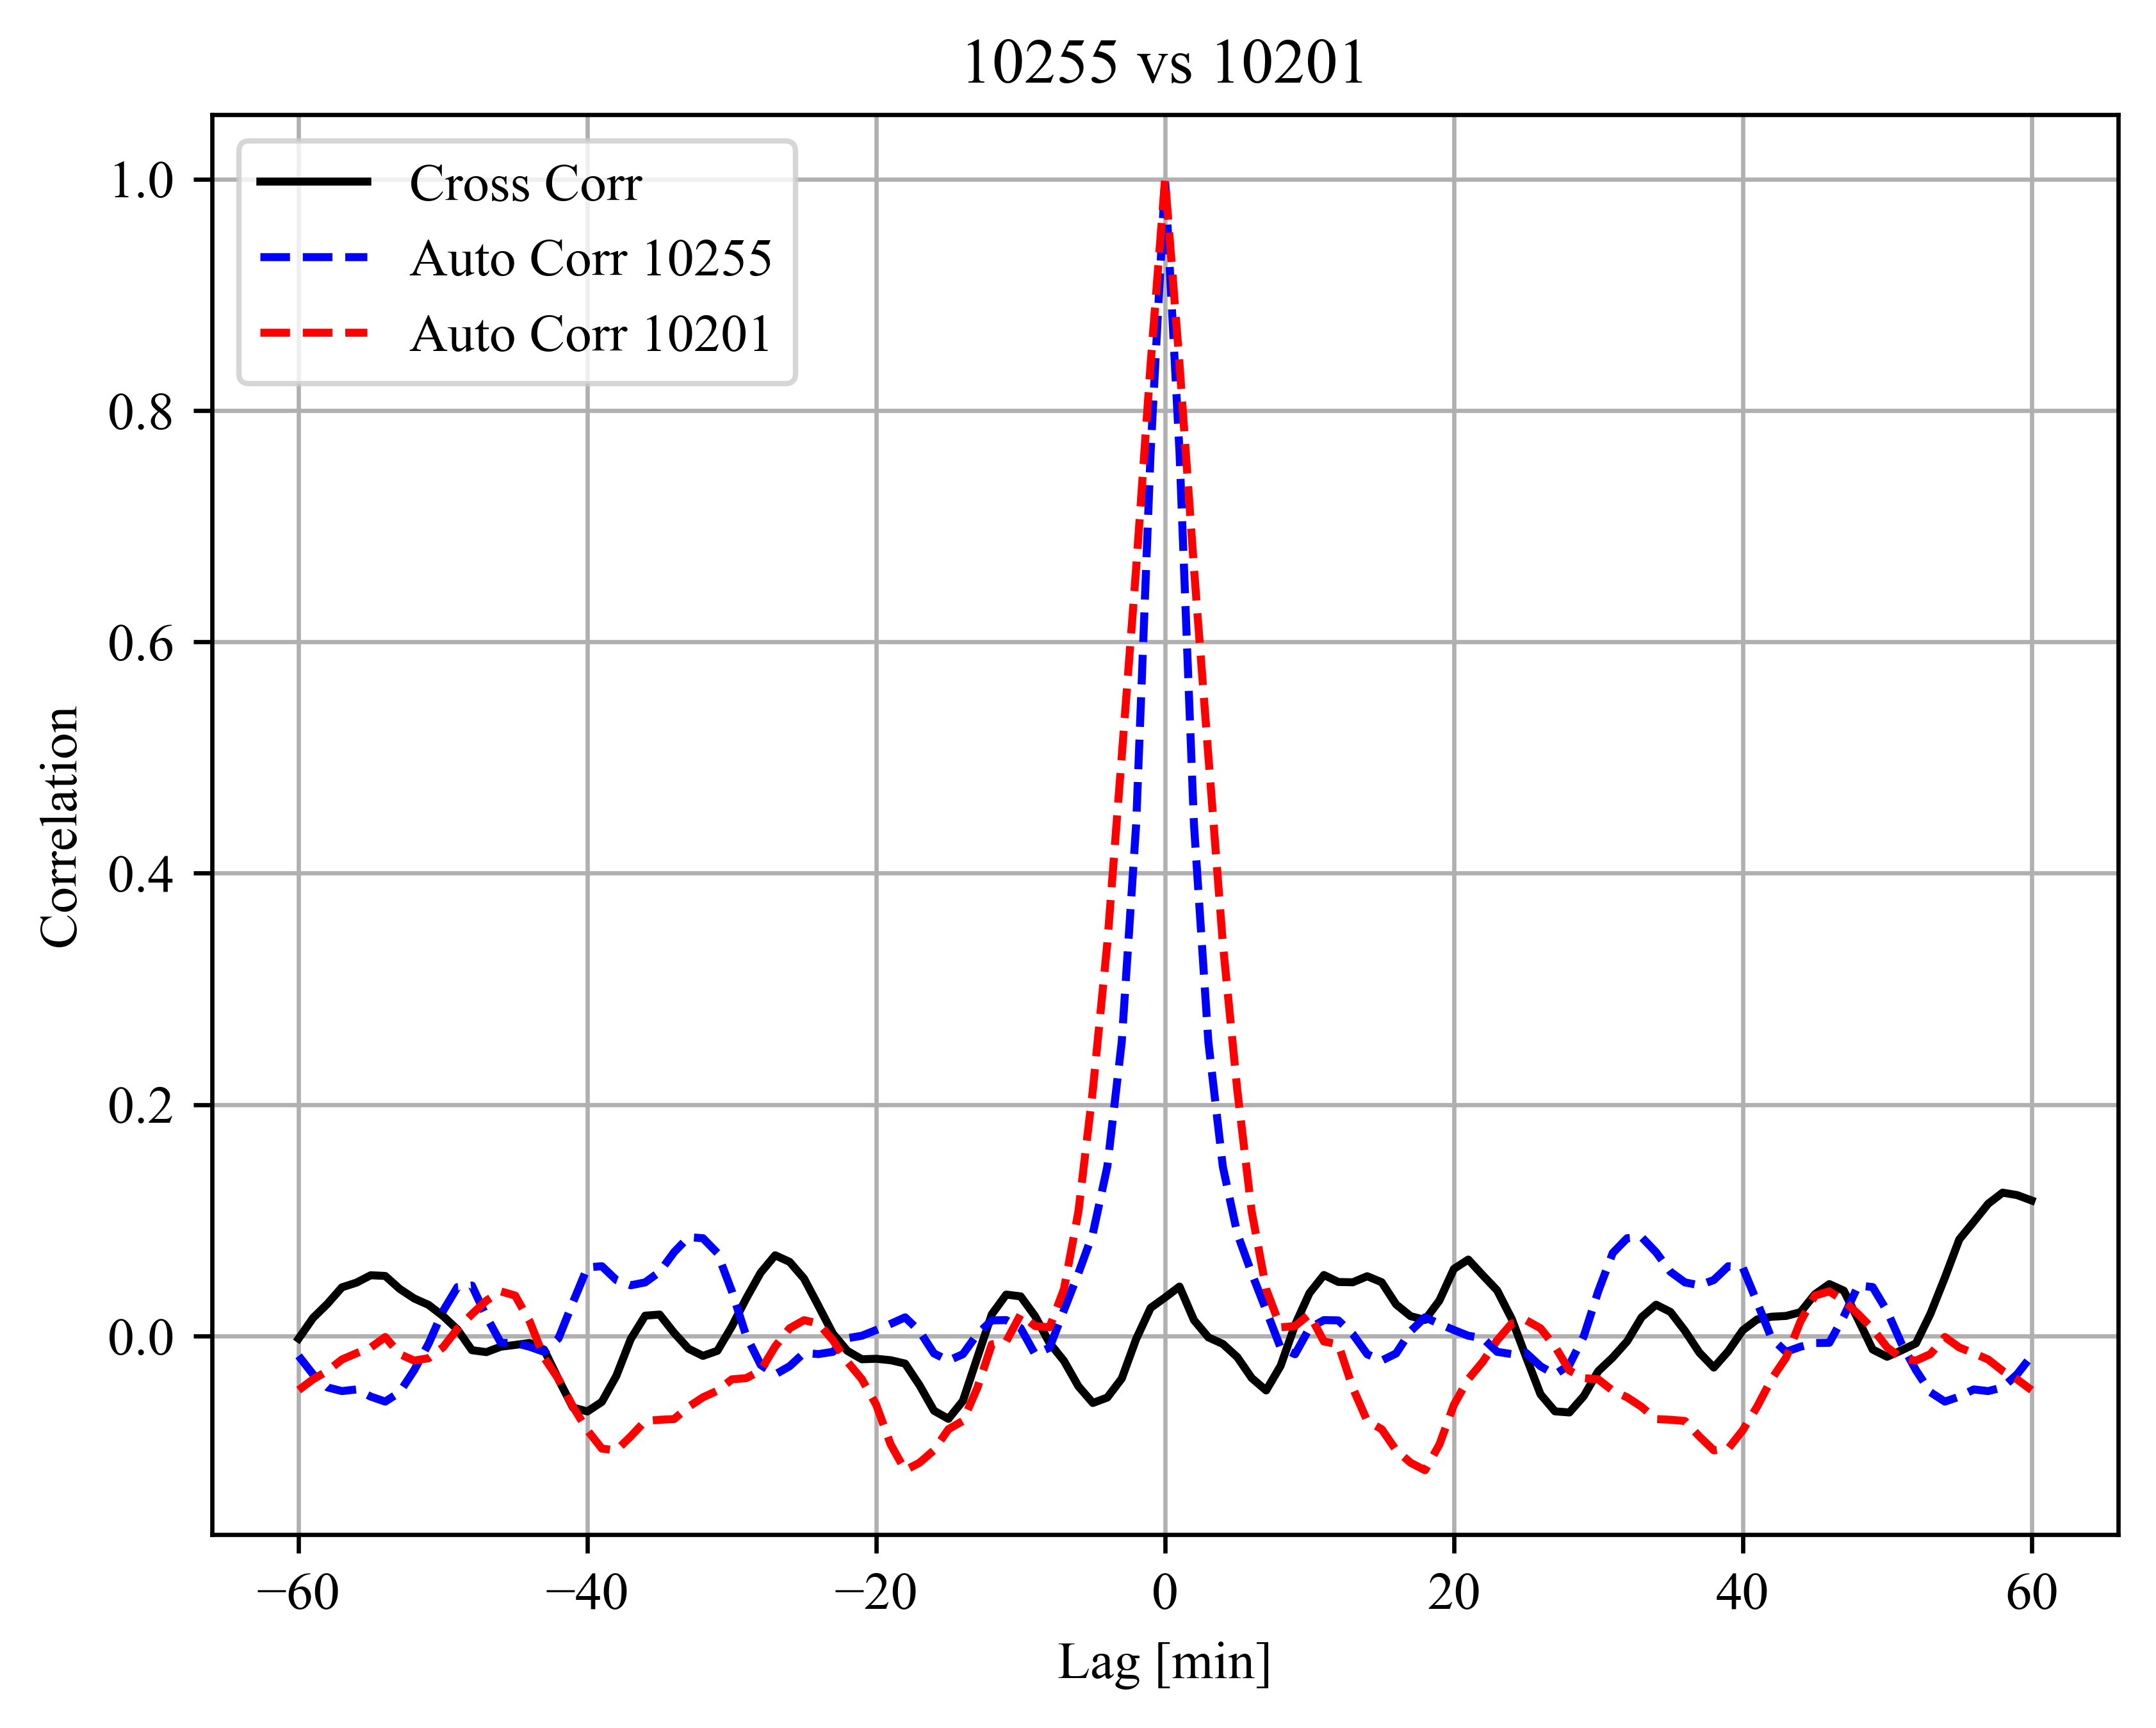 10255 vs 10201
Cross Corr
Auto Corr 10255
Auto Corr 10201
1.0
0.8
0.6
0.4
0.2
0.0
Correlation
−60 −40 −20 0 20 40 60
Lag [min]